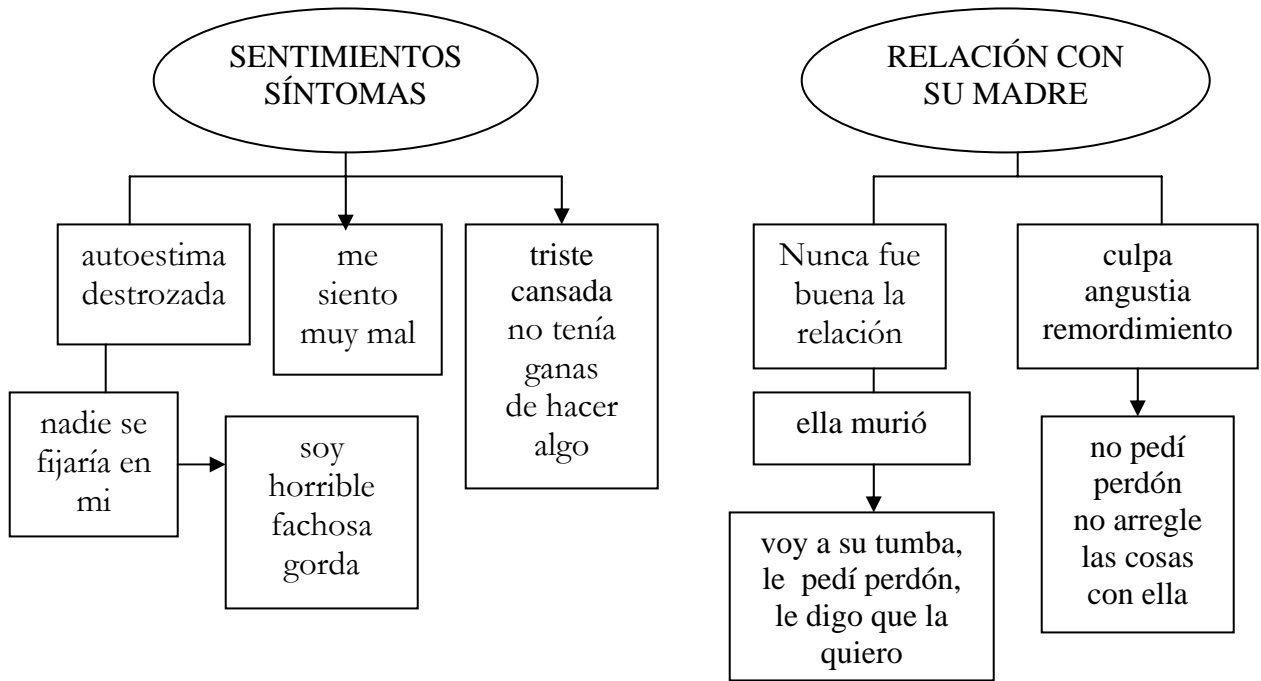 SENTIMIENTOS
SÍNTOMAS
autoestima
destrozada
me
siento
muy mal
triste
cansada
no tenía
ganas
de hacer
algo
nadie se
fijaría en
mi
soy
horrible
fachosa
gorda
RELACIÓN CON
SU MADRE
Nunca fue
buena la
relación
culpa
angustia
remordimiento
ella murió
voy a su tumba,
le pedí perdón,
le digo que la
quiero
no pedí
perdón
no arregle
las cosas
con ella